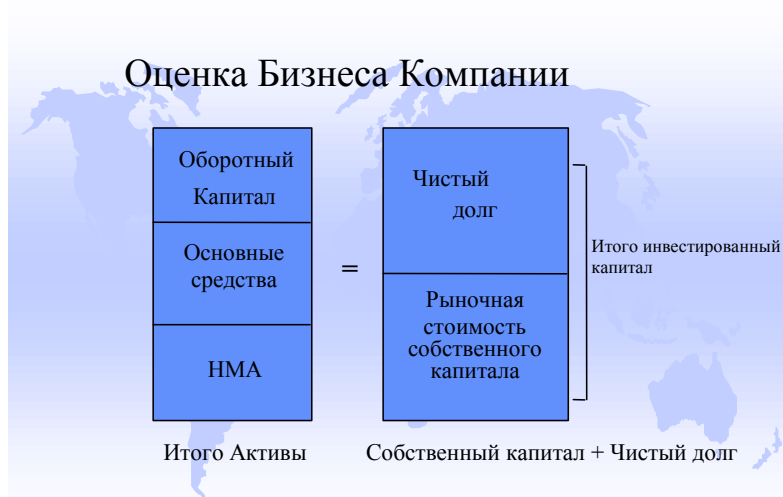 Оценка Бизнеса Компании
Оборотный
Капитал
Основные
средства
НМА
=
Чистый
долг
Рыночная
стоимость
собственного
капитала
Итого инвестированный
капитал
Итого Активы
Собственный капитал + Чистый долг